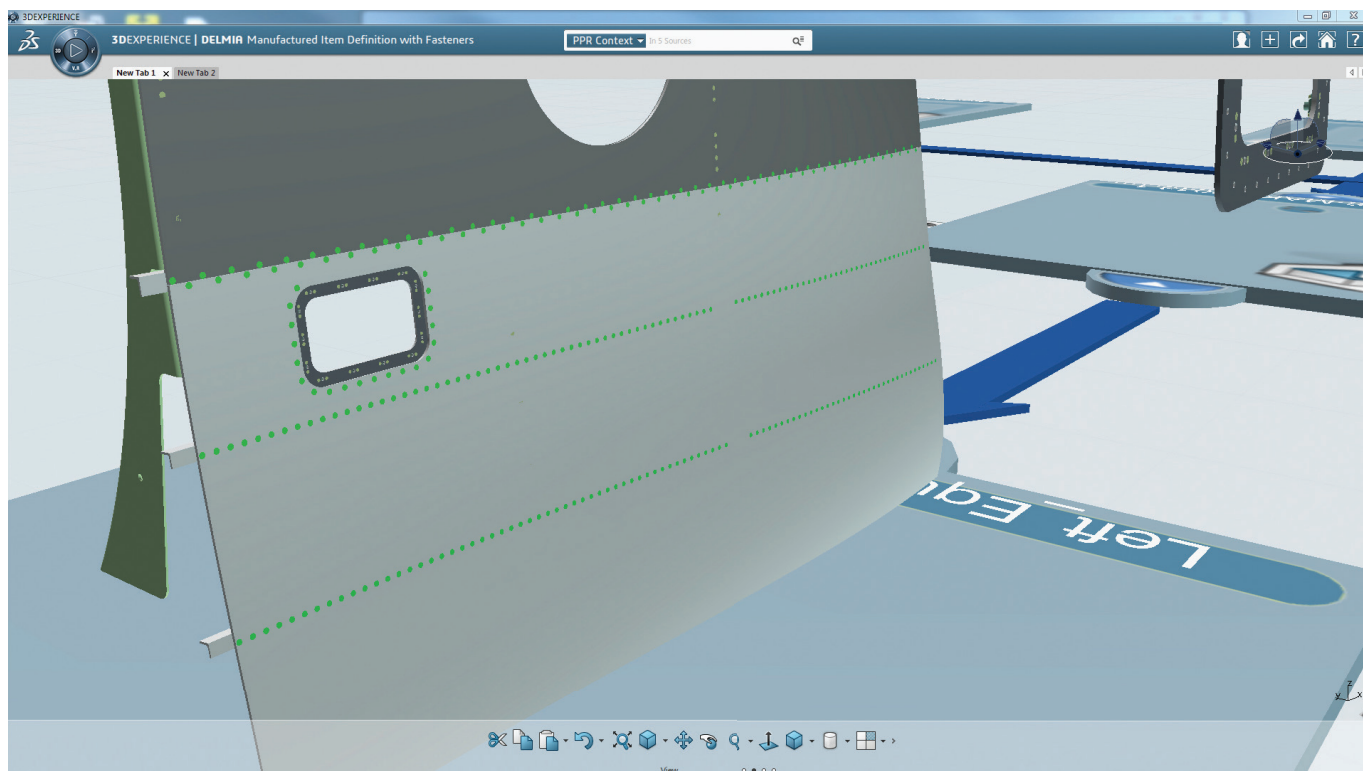 3DEXPERIENCE
3DEXPERIENCE | DELMIA Manufactured Item Definition with Fasteners
PPR Context
In 5 Sources
New Tab 1 x
New Tab 2
Left_Equ
View